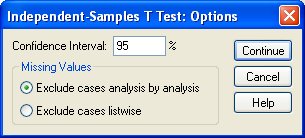 Independent-Samples T Test: Options
Confidence Interval: 95 %
Continue
Missing Values
Cancel
Exclude cases analysis by analysis
Help
Exclude cases listwise